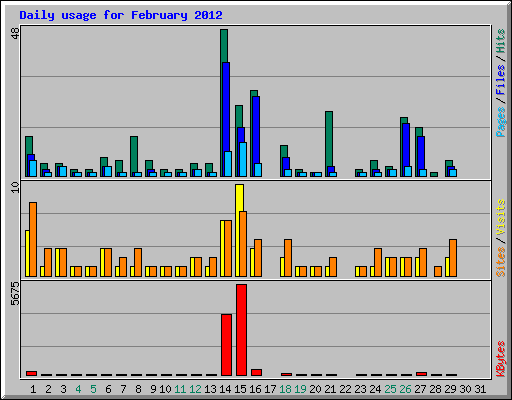 Daily usage for February 2012
48
Pages / Files / Hits
10
Sites / Visits
5675
KBytes
1 2 3 4 5 6 7 8 9 10 11 12 13 14 15 16 17 18 19 20 21 22 23 24 25 26 27 28 29 30 31